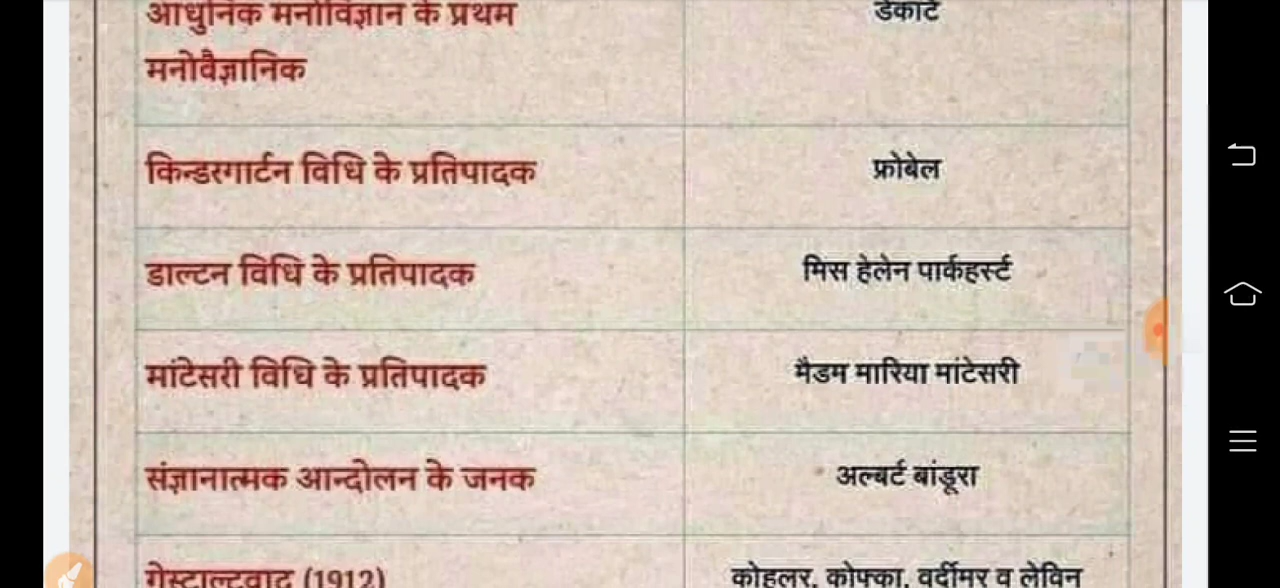 आधुनिक मनोविज्ञान के प्रथम
मनोवैज्ञानिक
डेकार्टे
किन्डरगार्टन विधि के प्रतिपादक
फ्रोबेल
डाल्टन विधि के प्रतिपादक
मिस हेलेन पार्कहर्स्ट
मांटेसरी विधि के प्रतिपादक
मैडम मारिया मांटेसरी
संज्ञानात्मक आन्दोलन के जनक
अल्बर्ट बांडूरा
गेस्टाल्टवाद (1912)
कोहलर, कोफ्का, वर्दीमर व लेविन